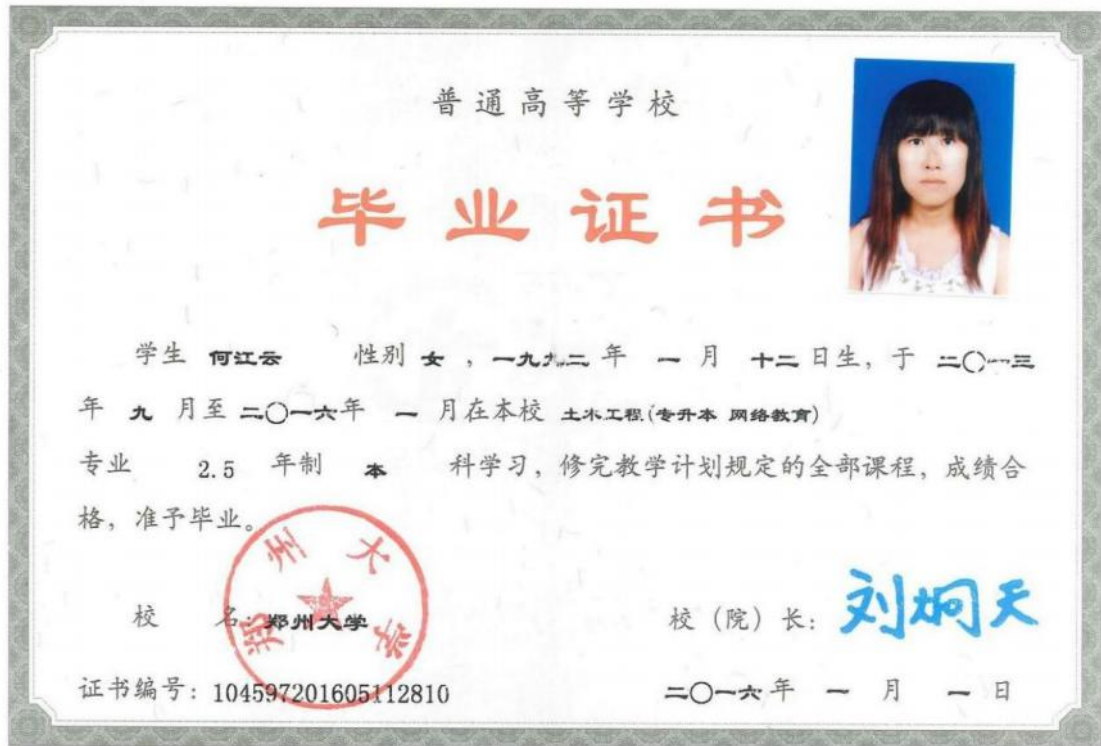 普通高等学校
毕业证书
学生 何江云 性别 女 ，一九九二 年 一 月 十二 日生，于 二〇一三
年 九 月至 二〇一六年 一 月在本校 土木工程(专升本 网络教育)
专业 2.5 年制 本 科学习，修完教学计划规定的全部课程，成绩合
格，准予毕业。
郑州大学
校 名：郑州大学
校（院）长：刘炯天
证书编号：104597201605112810
二〇一六 年 一 月 一 日